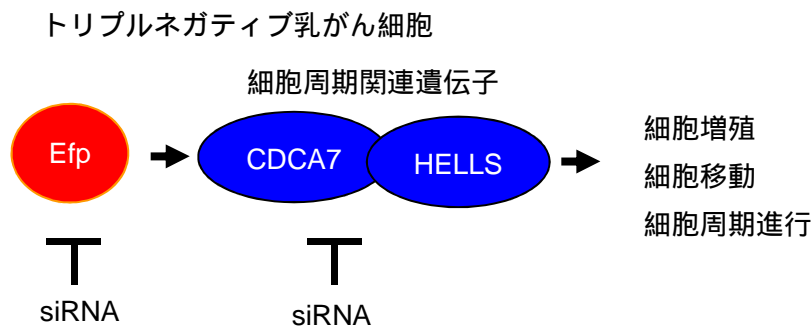 トリプルネガティブ乳がん細胞
細胞周期関連遺伝子
Efp
CDCA7
HELLS
細胞増殖
細胞移動
細胞周期進行
siRNA
siRNA